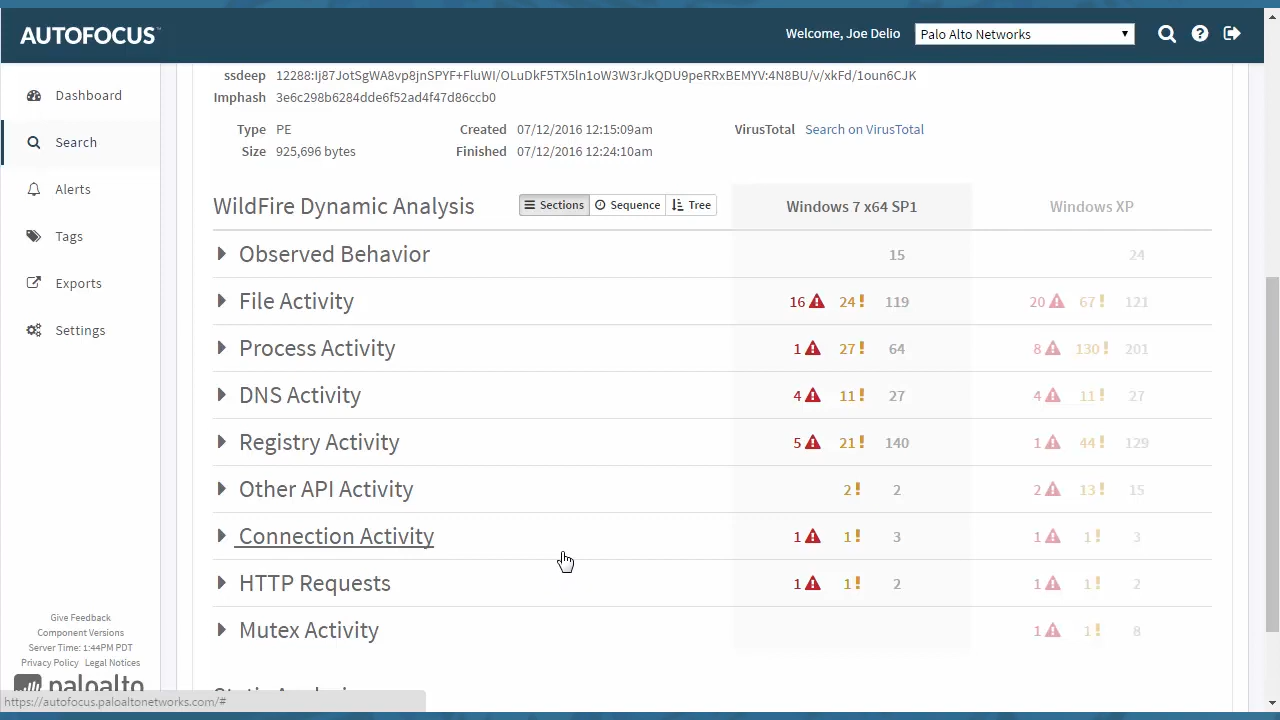 AUTOFOCUS™
Welcome, Joe Delio
Palo Alto Networks
Dashboard
Search
Alerts
Tags
Exports
Settings
ssdeep 12288:Ij87JotSgWA8vp8jnSPYF+FluWI/OLuDkF5TX5ln1oW3W3rJkQDU9peRRxBEMYV:4N8BU/v/xkFd/1oun6CJK
Imphash 3e6c298b6284dde6f52ad4f47d86ccb0
Type PE Created 07/12/2016 12:15:09am VirusTotal Search on VirusTotal
Size 925,696 bytes Finished 07/12/2016 12:24:10am
WildFire Dynamic Analysis Sections Sequence Tree Windows 7 x64 SP1 Windows XP
Observed Behavior 15 24
File Activity 16 24 ! 119 20 67 ! 121
Process Activity 1 27 ! 64 8 130 ! 201
DNS Activity 4 11 ! 27 4 11 ! 27
Registry Activity 5 21 ! 140 1 44 ! 129
Other API Activity 2 ! 2 2 13 ! 15
Connection Activity 1 1 ! 3 1 1 ! 3
HTTP Requests 1 1 ! 2 1 1 ! 2
Mutex Activity 1 1 ! 8
Give Feedback
Component Versions
Server Time: 1:44PM PDT
Privacy Policy Legal Notices
paloalto
https://autofocus.paloaltonetworks.com/#